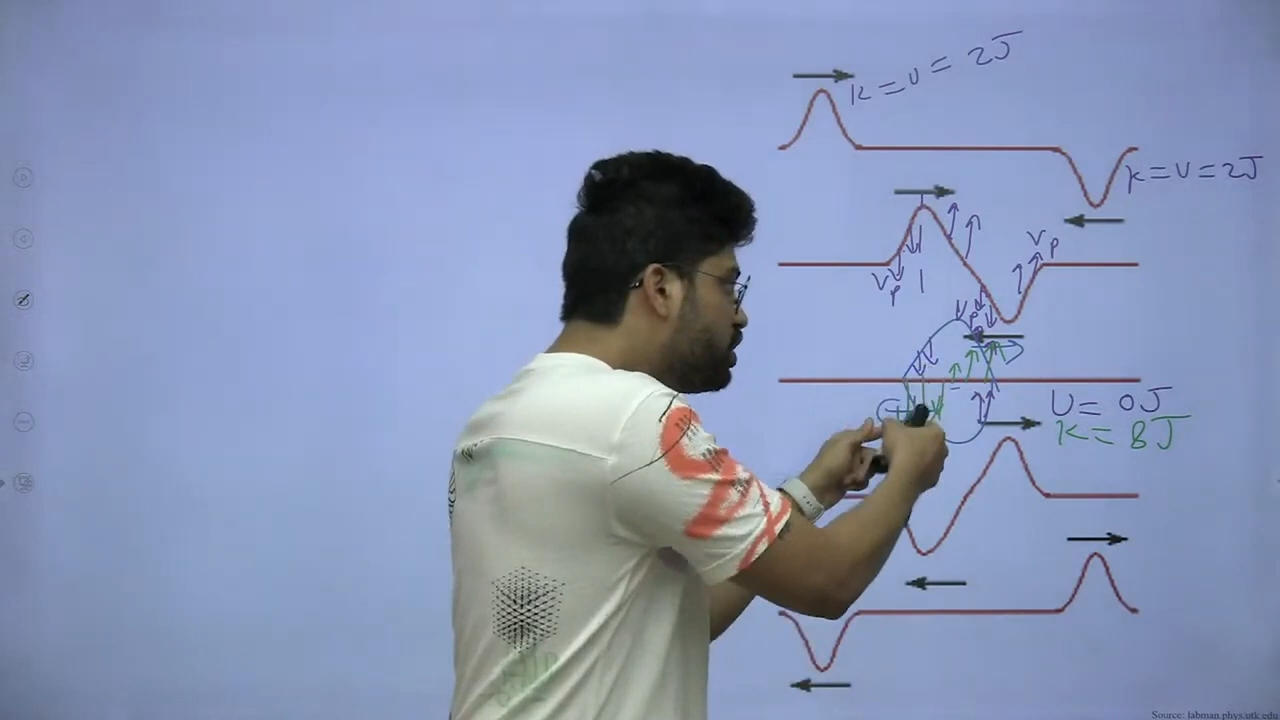 K = U = 2J
K = U = 2J
Vp
Vp
U = 0J
K = 8J
Source: labman.phys.utk.edu